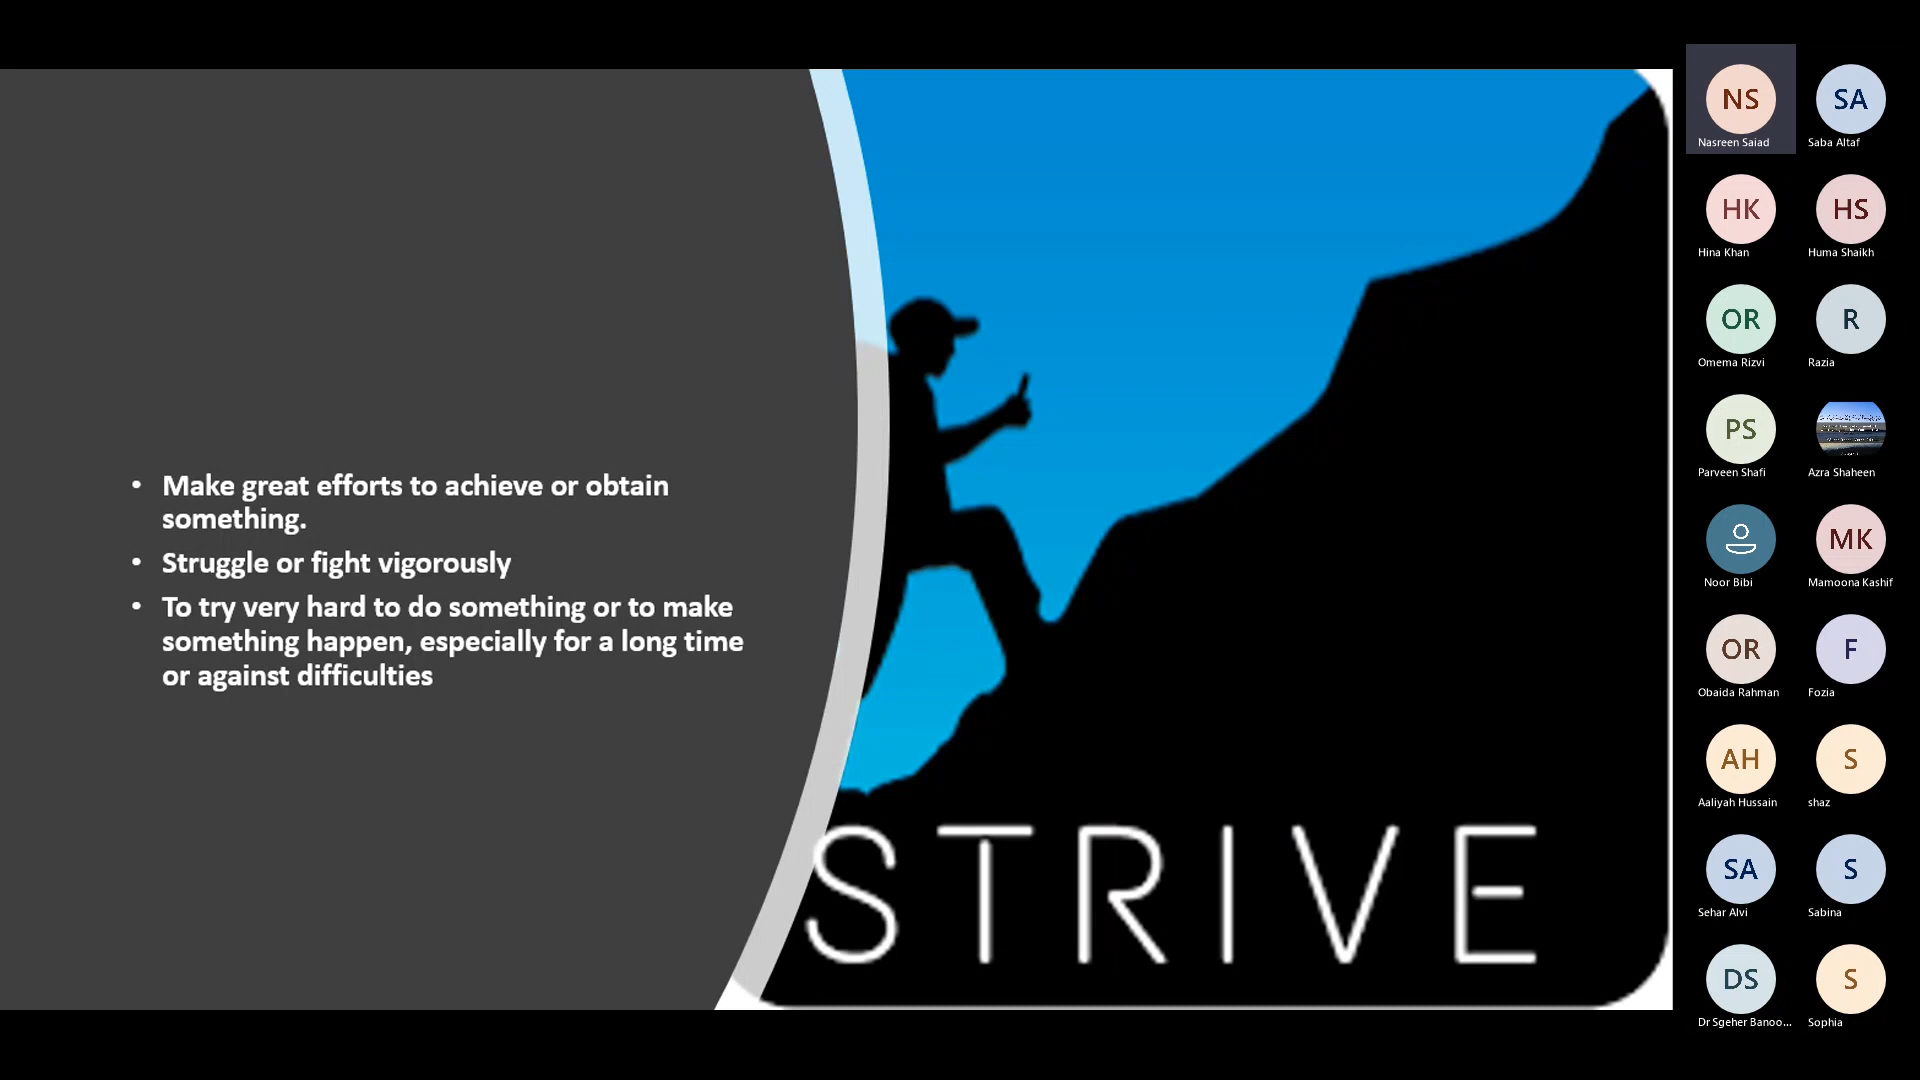 • Make great efforts to achieve or obtain
something.
• Struggle or fight vigorously
• To try very hard to do something or to make
something happen, especially for a long time
or against difficulties
STRIVE
NS SA
Nasreen Saiad Saba Altaf
HK HS
Hina Khan Huma Shaikh
OR R
Omema Rizvi Razia
PS
Parveen Shafi Azra Shaheen
MK
Noor Bibi Mamoona Kashif
OR F
Obaida Rahman Fozia
AH S
Aaliyah Hussain shaz
SA S
Sehar Alvi Sabina
DS S
Dr Sgeher Banoo... Sophia